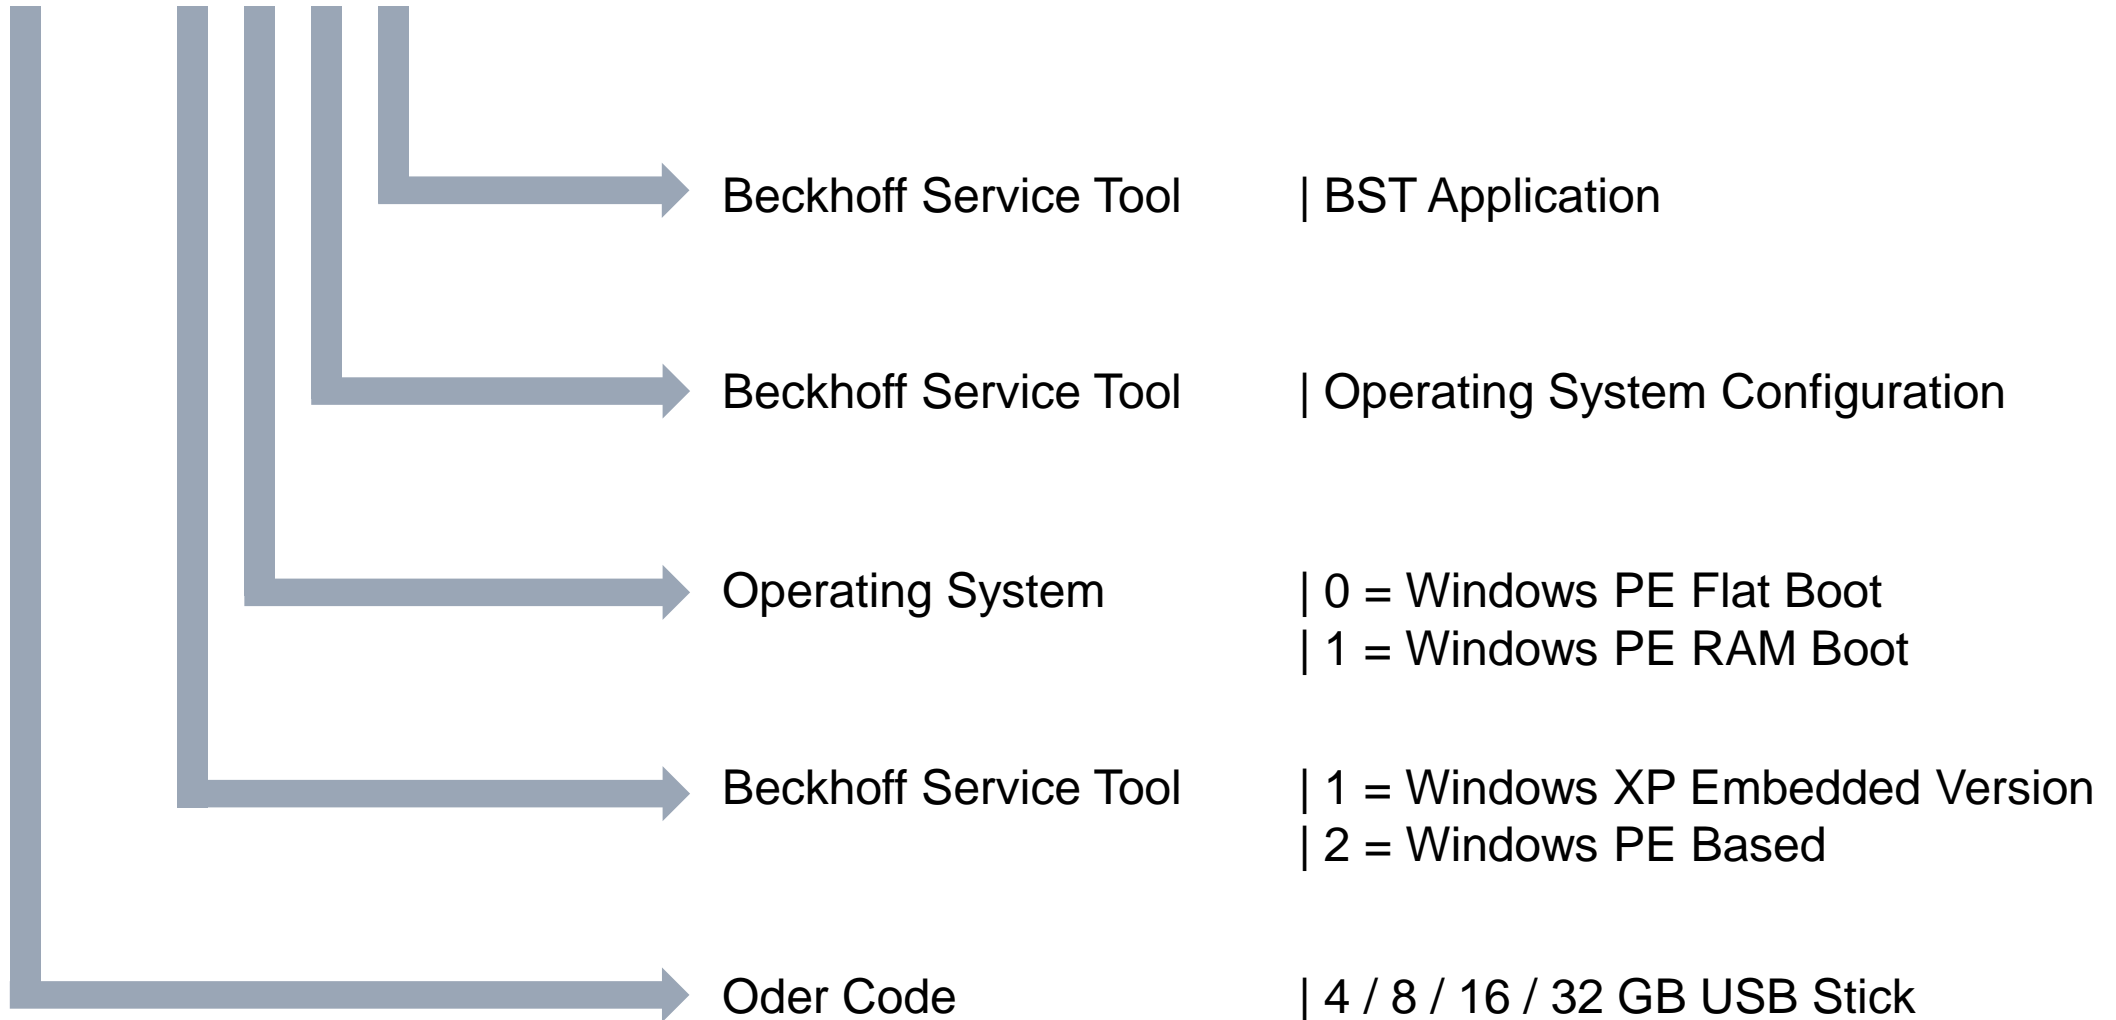 Beckhoff Service Tool | BST Application
Beckhoff Service Tool | Operating System Configuration
Operating System | 0 = Windows PE Flat Boot
| 1 = Windows PE RAM Boot
Beckhoff Service Tool | 1 = Windows XP Embedded Version
| 2 = Windows PE Based
Oder Code | 4 / 8 / 16 / 32 GB USB Stick